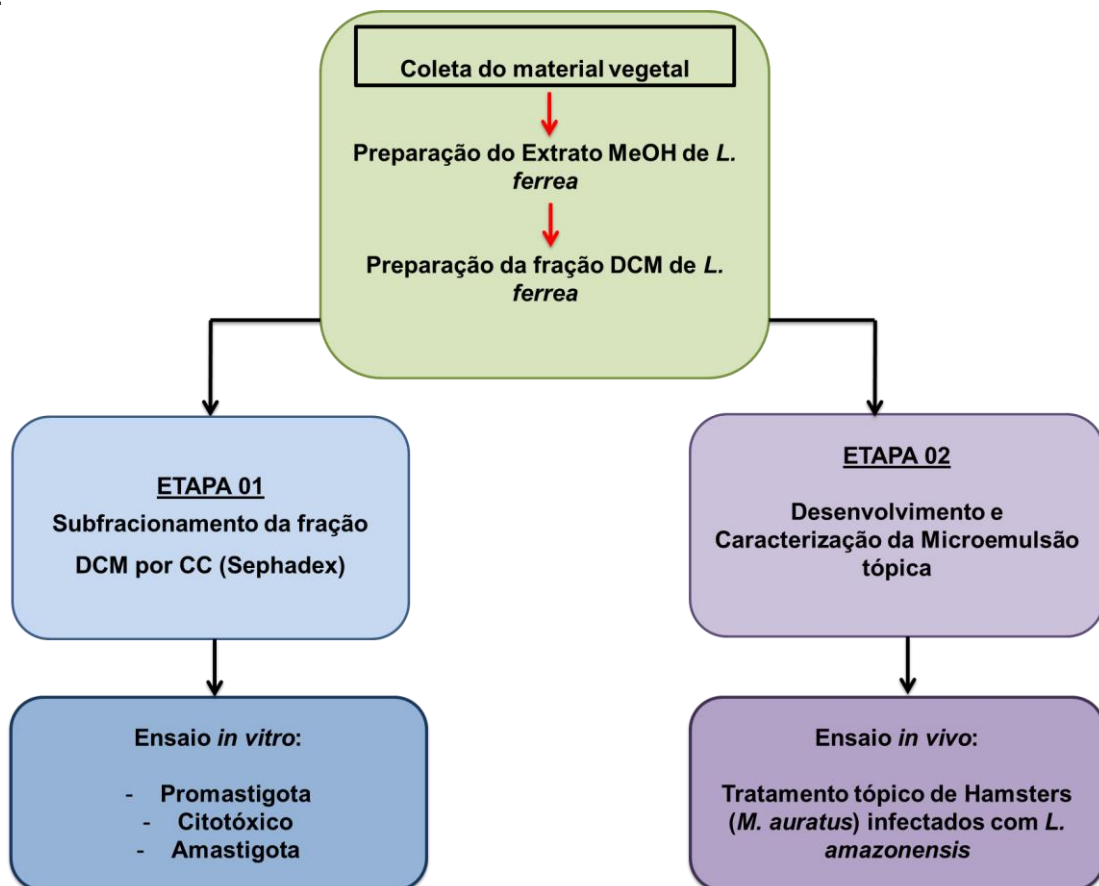 Coleta do material vegetal
Preparação do Extrato MeOH de L.
ferrea
Preparação da fração DCM de L.
ferrea
ETAPA 01
Subfracionamento da fração
DCM por CC (Sephadex)
ETAPA 02
Desenvolvimento e
Caracterização da Microemulsão
tópica
Ensaio in vitro:
- Promastigota
- Citotóxico
- Amastigota
Ensaio in vivo:
Tratamento tópico de Hamsters
(M. auratus) infectados com L.
amazonensis